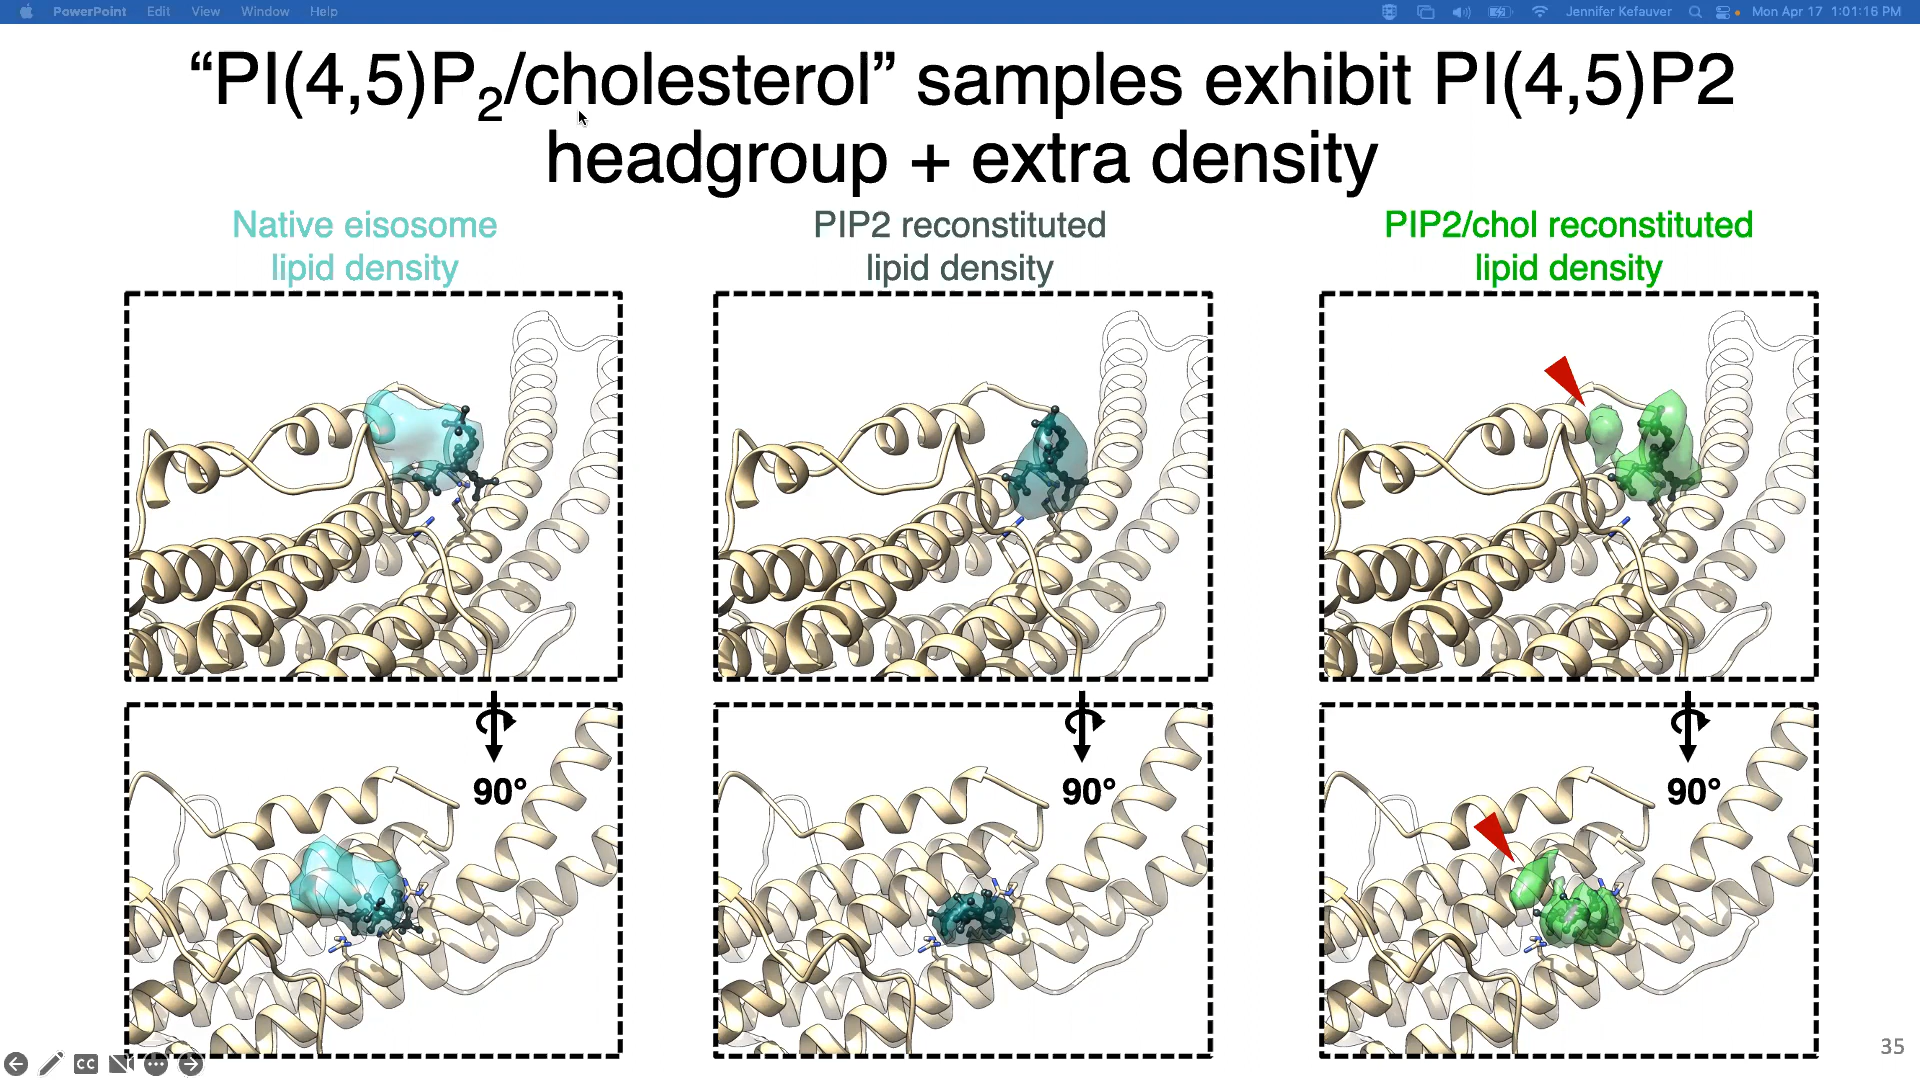 PowerPoint Edit View Window Help Jennifer Kefauver Mon Apr 17 1:01:16 PM
“PI(4,5)P₂/cholesterol” samples exhibit PI(4,5)P2
headgroup + extra density
Native eisosome
lipid density
PIP2 reconstituted
lipid density
PIP2/chol reconstituted
lipid density
90°
90°
90°
35
CC